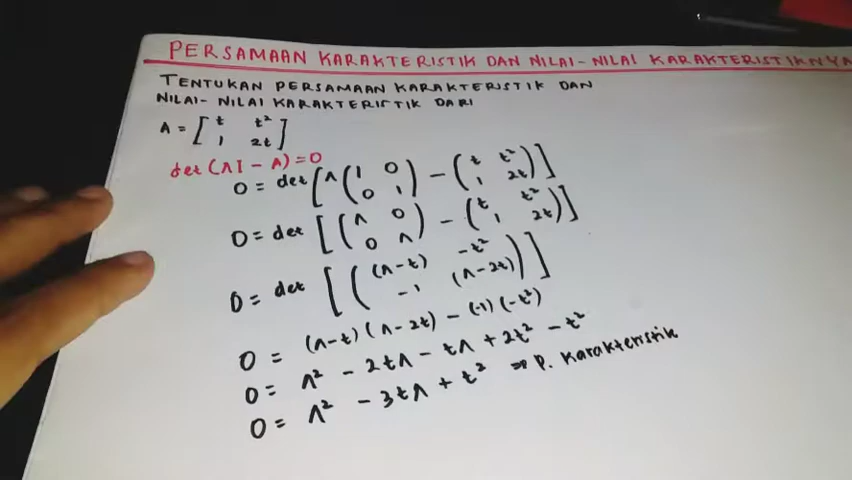 PERSAMAAN KARAKTERISTIK DAN NILAI-NILAI KARAKTERISTIKNYA
TENTUKAN PERSAMAAN KARAKTERISTIK DAN
NILAI-NILAI KARAKTERISTIK DARI
A = [t t²; 1 2t]
det(λI - A) = 0
0 = det [λ(1 0; 0 1) - (t t²; 1 2t)]
0 = det [(λ 0; 0 λ) - (t t²; 1 2t)]
0 = det [((λ-t) -t²; -1 (λ-2t))]
0 = (λ-t)(λ-2t) - (-1)(-t²)
0 = λ² - 2tλ - tλ + 2t² - t²
0 = λ² - 3tλ + t² ⇒ P. Karakteristik